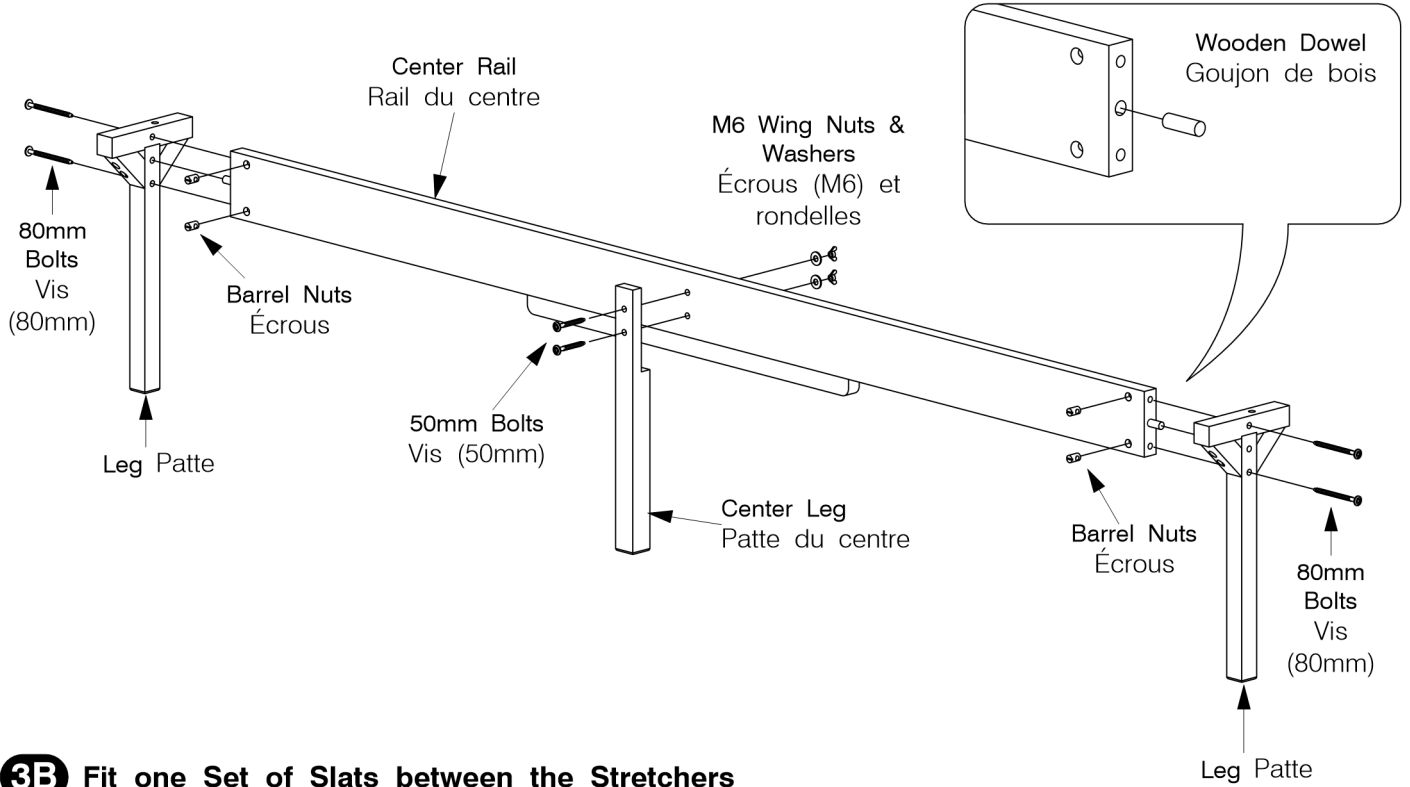 Wooden Dowel
Goujon de bois
Center Rail
Rail du centre
M6 Wing Nuts &
Washers
Écrous (M6) et
rondelles
80mm
Bolts
Vis
(80mm)
Barrel Nuts
Écrous
50mm Bolts
Vis (50mm)
Leg Patte
Center Leg
Patte du centre
Barrel Nuts
Écrous
80mm
Bolts
Vis
(80mm)
Leg Patte
3B Fit one Set of Slats between the Stretchers